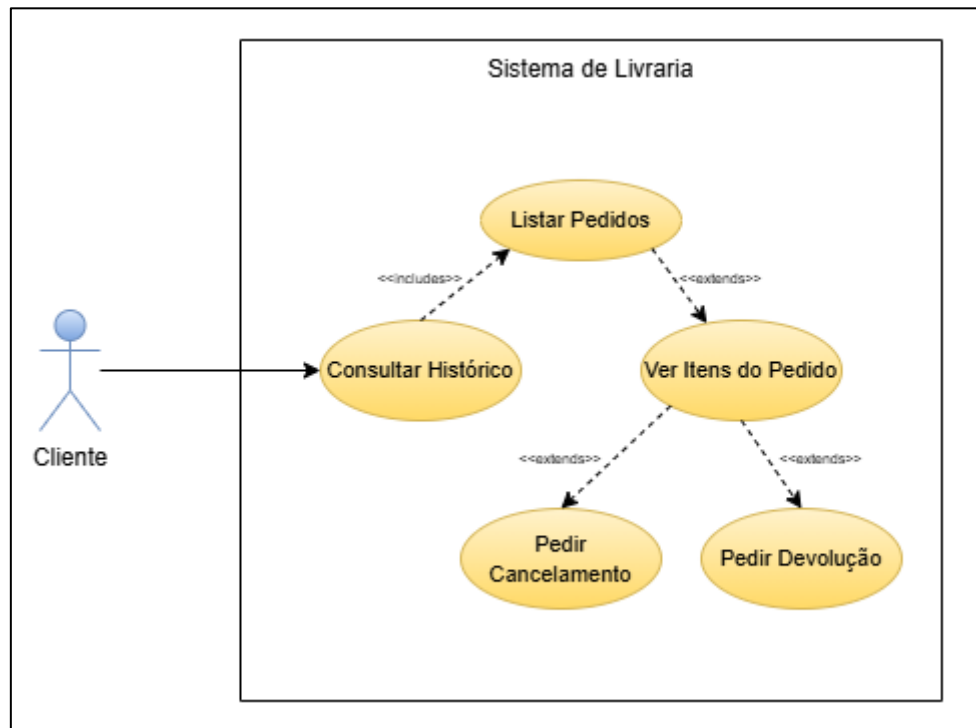 Sistema de Livraria
Listar Pedidos
<<includes>>
<<extends>>
Consultar Histórico
Ver Itens do Pedido
Cliente
<<extends>>
<<extends>>
Pedir
Cancelamento
Pedir Devolução